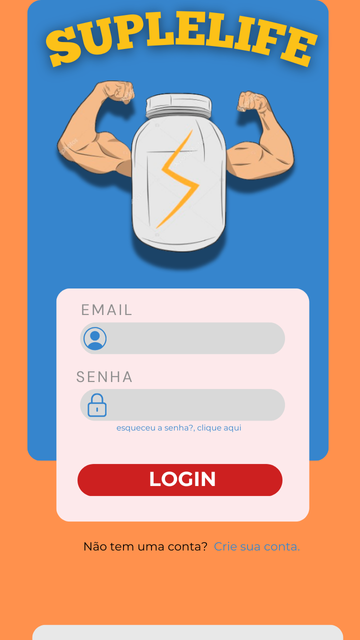 SUPLELIFE
EMAIL
SENHA
esqueceu a senha?, clique aqui
LOGIN
Não tem uma conta? Crie sua conta.